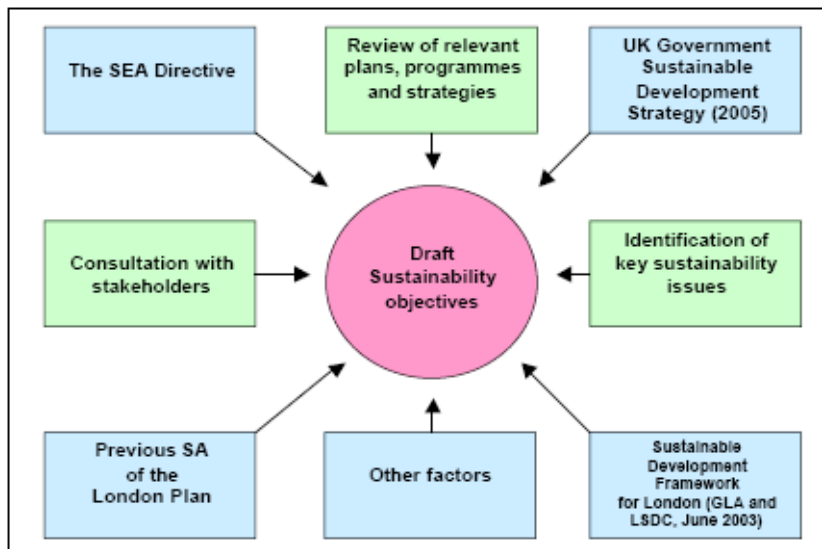 The SEA Directive
Review of relevant
plans, programmes
and strategies
UK Government
Sustainable
Development
Strategy (2005)
Consultation with
stakeholders
Draft
Sustainability
objectives
Identification of
key sustainability
issues
Previous SA
of the
London Plan
Other factors
Sustainable
Development
Framework
for London (GLA and
LSDC, June 2003)